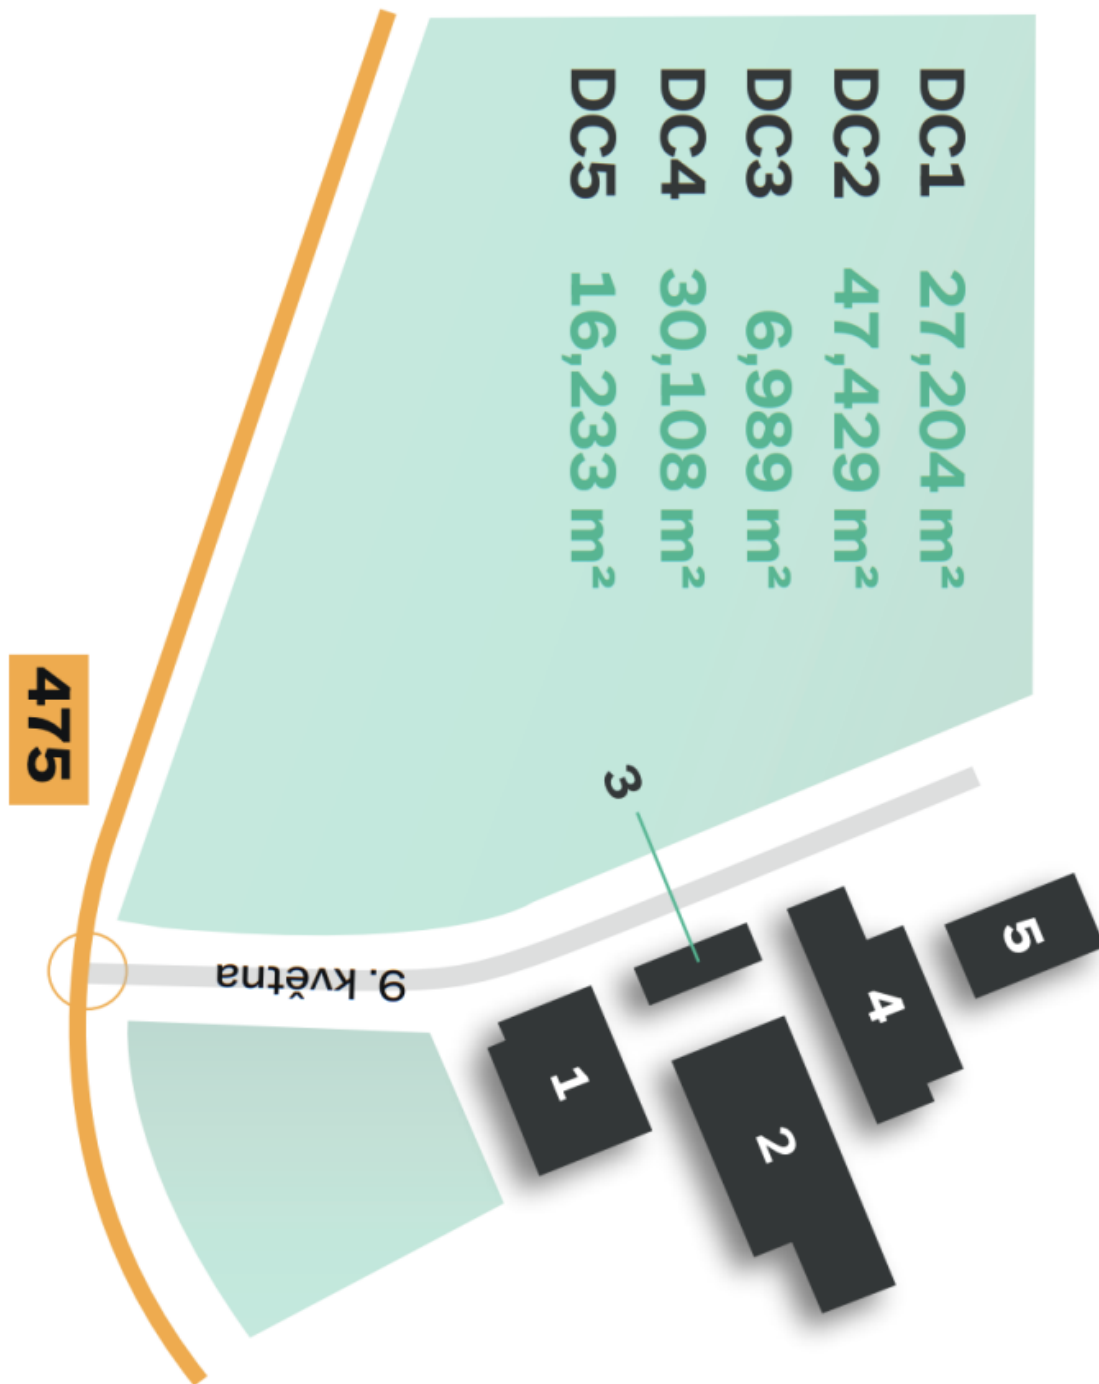 DC1 27,204 m²
DC2 47,429 m²
DC3 6,989 m²
DC4 30,108 m²
DC5 16,233 m²
475
3
9. května
1
2
4
5